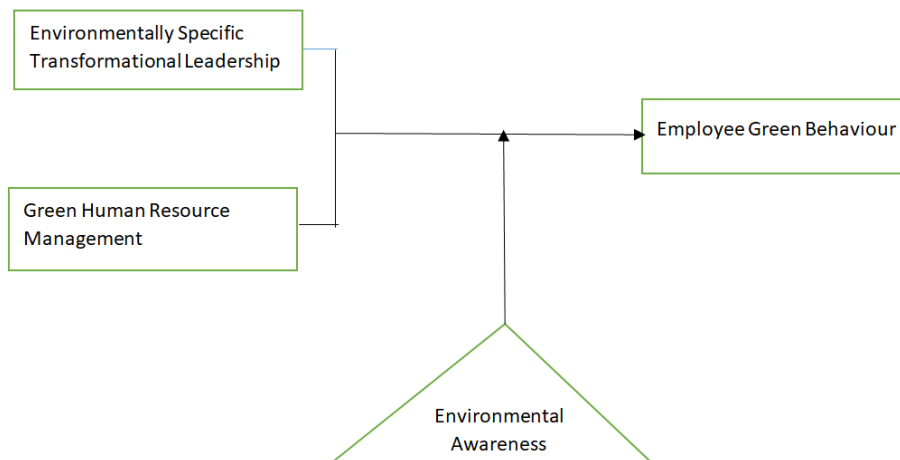 Environmentally Specific
Transformational Leadership
Employee Green Behaviour
Green Human Resource
Management
Environmental
Awareness